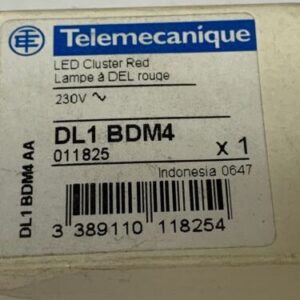 Telemecanique
LED Cluster Red
Lampe à DEL rouge
230V ~
DL1 BDM4
011825 x 1
Indonesia 0647
DL1 BDM4 AA
3 389110 118254